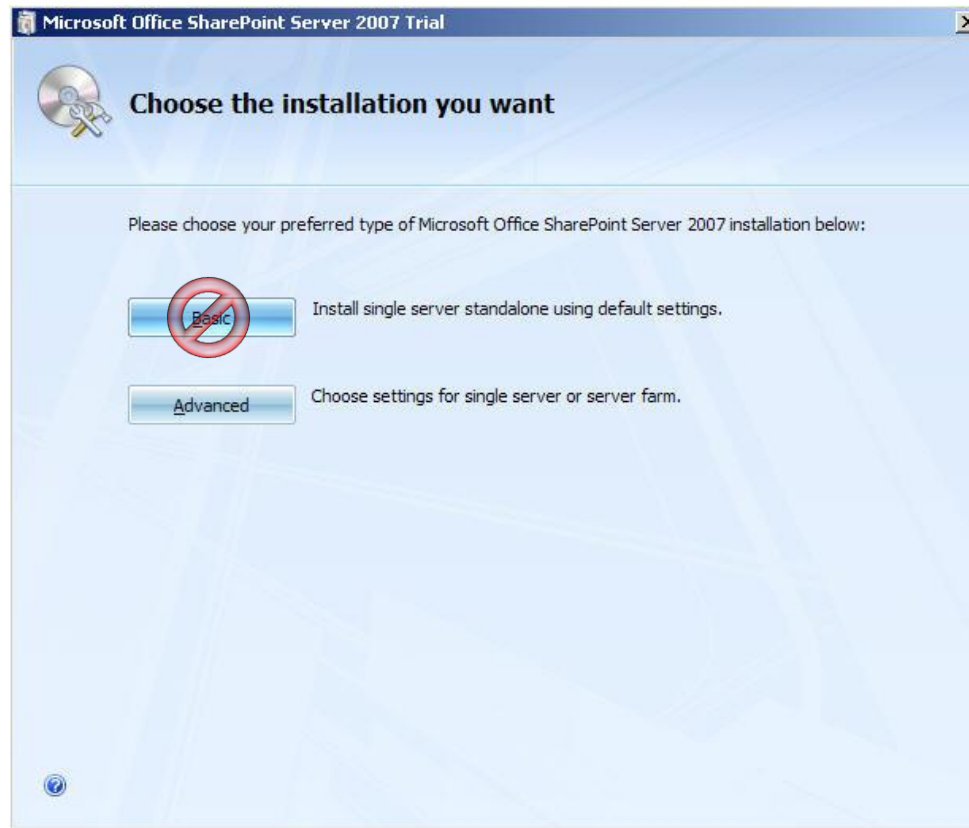 Microsoft Office SharePoint Server 2007 Trial
Choose the installation you want
Please choose your preferred type of Microsoft Office SharePoint Server 2007 installation below:
Basic
Install single server standalone using default settings.
Advanced
Choose settings for single server or server farm.